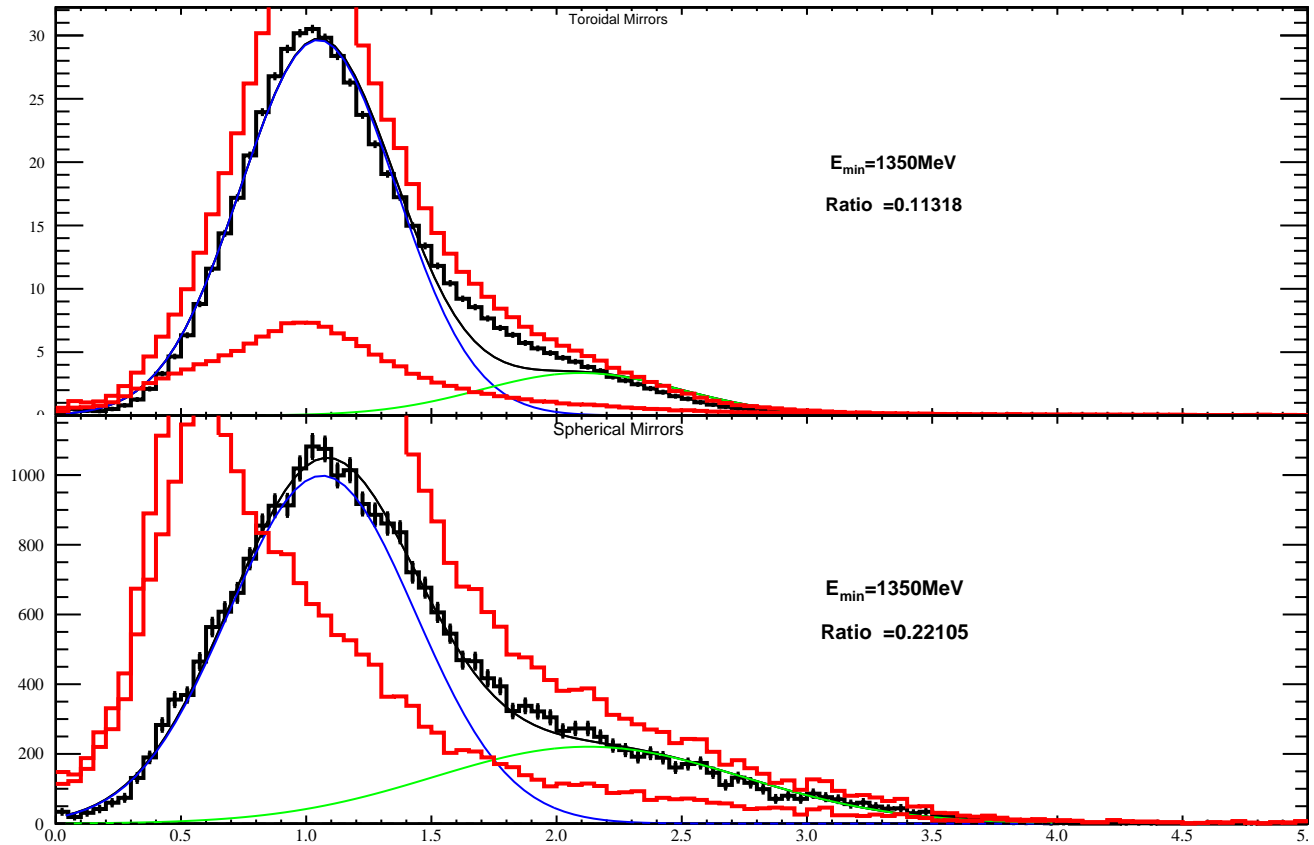 Toroidal Mirrors
30
25
20
15
10
5
0
E_min=1350MeV
Ratio =0.11318
Spherical Mirrors
1000
800
600
400
200
0
E_min=1350MeV
Ratio =0.22105
0.0 0.5 1.0 1.5 2.0 2.5 3.0 3.5 4.0 4.5 5.